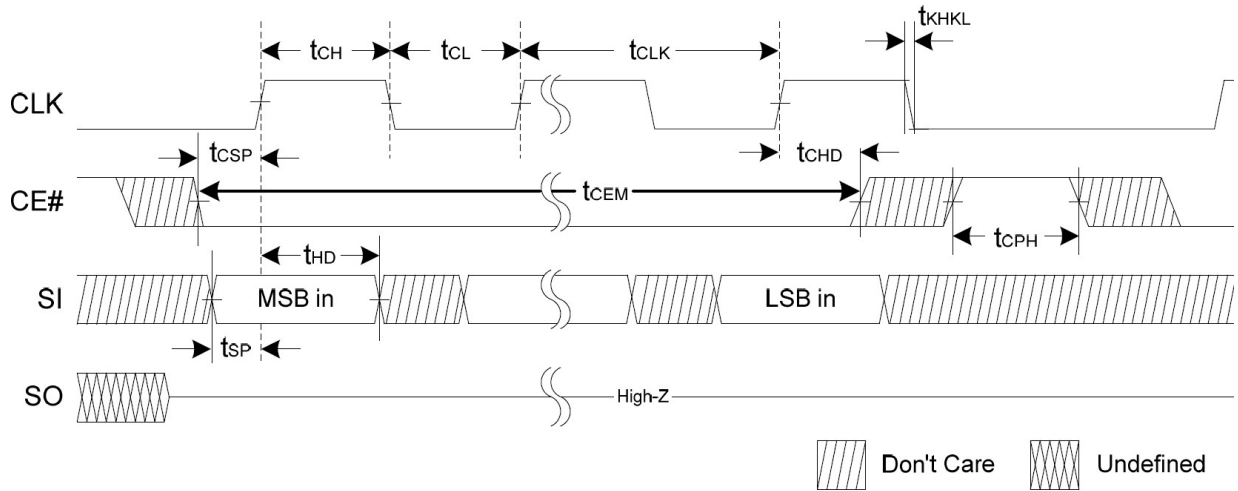 tKHKL
tCH tCL tCLK
CLK
tCSP tCHD
CE# tCEM
tCPH
tHD
SI MSB in LSB in
tSP
SO High-Z
Don't Care Undefined